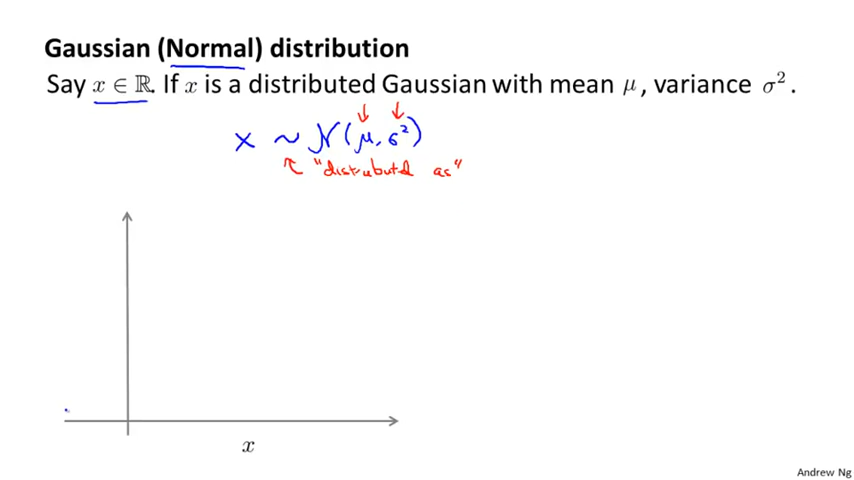 Gaussian (Normal) distribution
Say x ∈ ℝ. If x is a distributed Gaussian with mean μ, variance σ².
x ~ N(μ, σ²)
"distributed as"
x
Andrew Ng